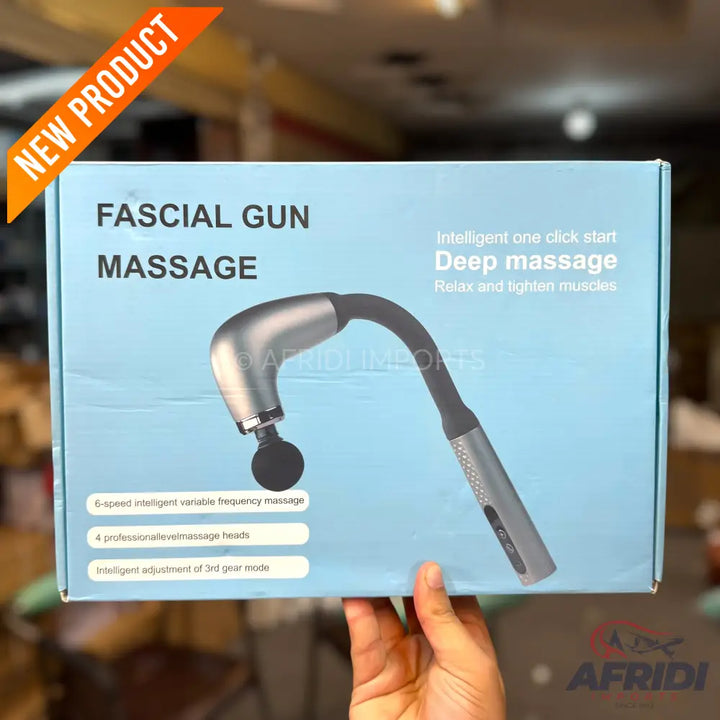 NEW PRODUCT
FASCIAL GUN
MASSAGE
Intelligent one click start
Deep massage
Relax and tighten muscles
© AFRIDI IMPORTS
6-speed intelligent variable frequency massage
4 professionallevelmassage heads
Intelligent adjustment of 3rd gear mode
AFRIDI
IMPORTS